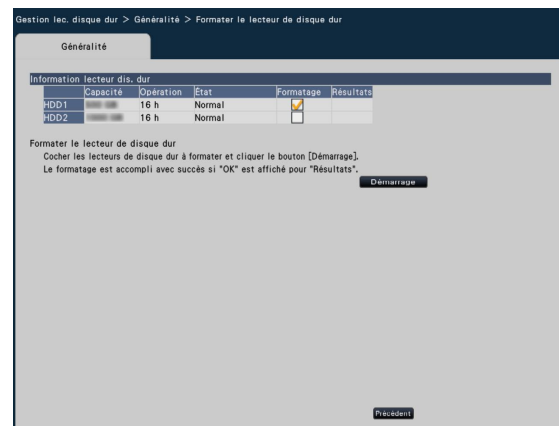 Gestion lec. disque dur > Généralité > Formater le lecteur de disque dur
Généralité
Information lecteur dis. dur
Capacité Opération État Formatage Résultats
HDD1 16 h Normal
HDD2 16 h Normal
Formater le lecteur de disque dur
Cocher les lecteurs de disque dur à formater et cliquer le bouton [Démarrage].
Le formatage est accompli avec succès si "OK" est affiché pour "Résultats".
Démarrage
Précédent